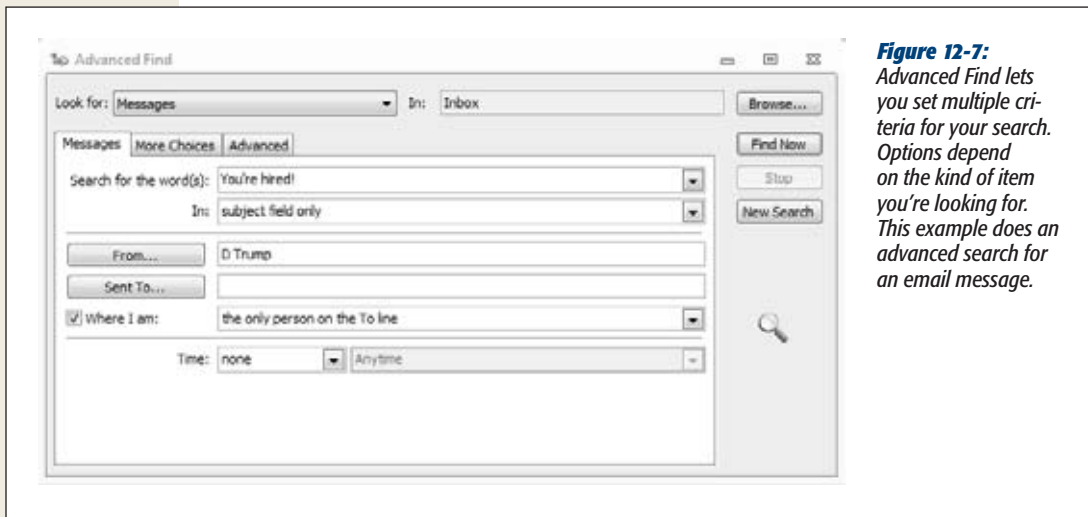 Advanced Find
Look for: Messages In: Inbox Browse...
Messages More Choices Advanced Find Now
Search for the word(s): You're hired! Stop
In: subject field only New Search
From... D Trump
Sent To...
Where I am: the only person on the To line
Time: none Anytime
Figure 12-7:
Advanced Find lets
you set multiple cri-
teria for your search.
Options depend
on the kind of item
you're looking for.
This example does an
advanced search for
an email message.